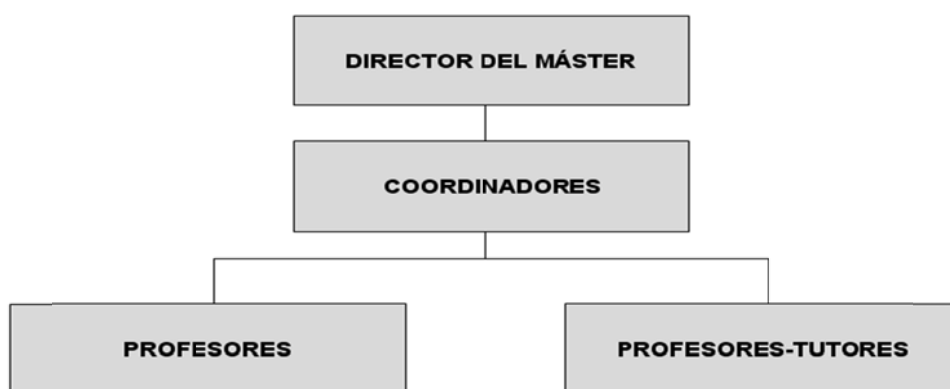 DIRECTOR DEL MÁSTER
COORDINADORES
PROFESORES
PROFESORES-TUTORES